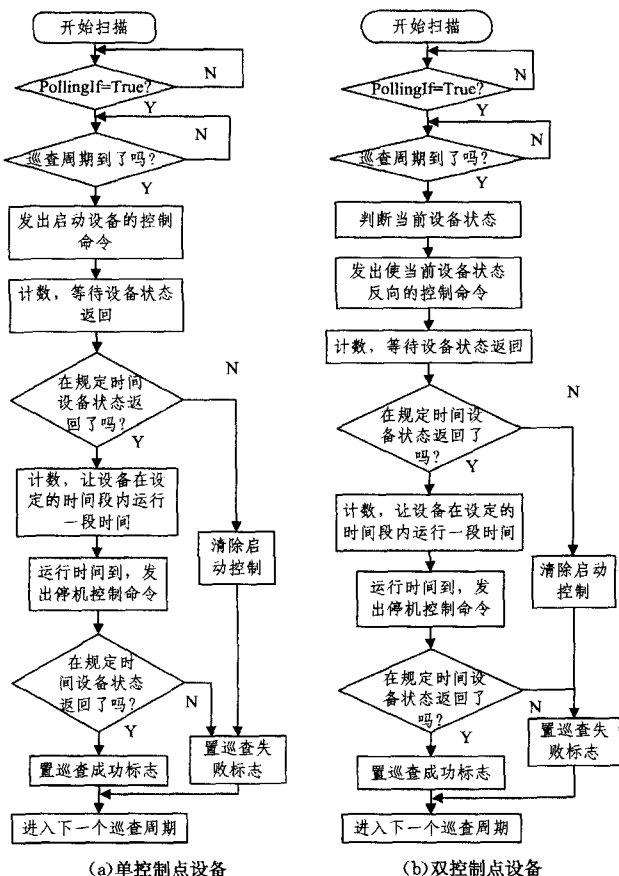 开始扫描
PollingIf=True?
N
Y
N
巡查周期到了吗?
Y
发出启动设备的控制
命令
计数，等待设备状态
返回
N
在规定时间
设备状态返
回了吗?
Y
计数，让设备在设
定的时间段内运行
一段时间
清除启
动控制
运行时间到，发
出停机控制命令
在规定时
间设备状态
返回了吗?
N
Y
置巡查失
败标志
置巡查成功标志
进入下一个巡查周期
(a)单控制点设备
开始扫描
N
PollingIf=True?
Y
N
巡查周期到了吗?
Y
判断当前设备状态
发出使当前设备状态
反向的控制命令
计数，等待设备状态返回
N
在规定时间设
备状态返回了
吗?
Y
计数，让设备在设定的
时间段内运行一段时间
清除启动
控制
运行时间到，发
出停机控制命令
在规定时间设
备状态返回了
吗?
N
Y
置巡查失
败标志
置巡查成功标志
进入下一个巡查周期
(b)双控制点设备